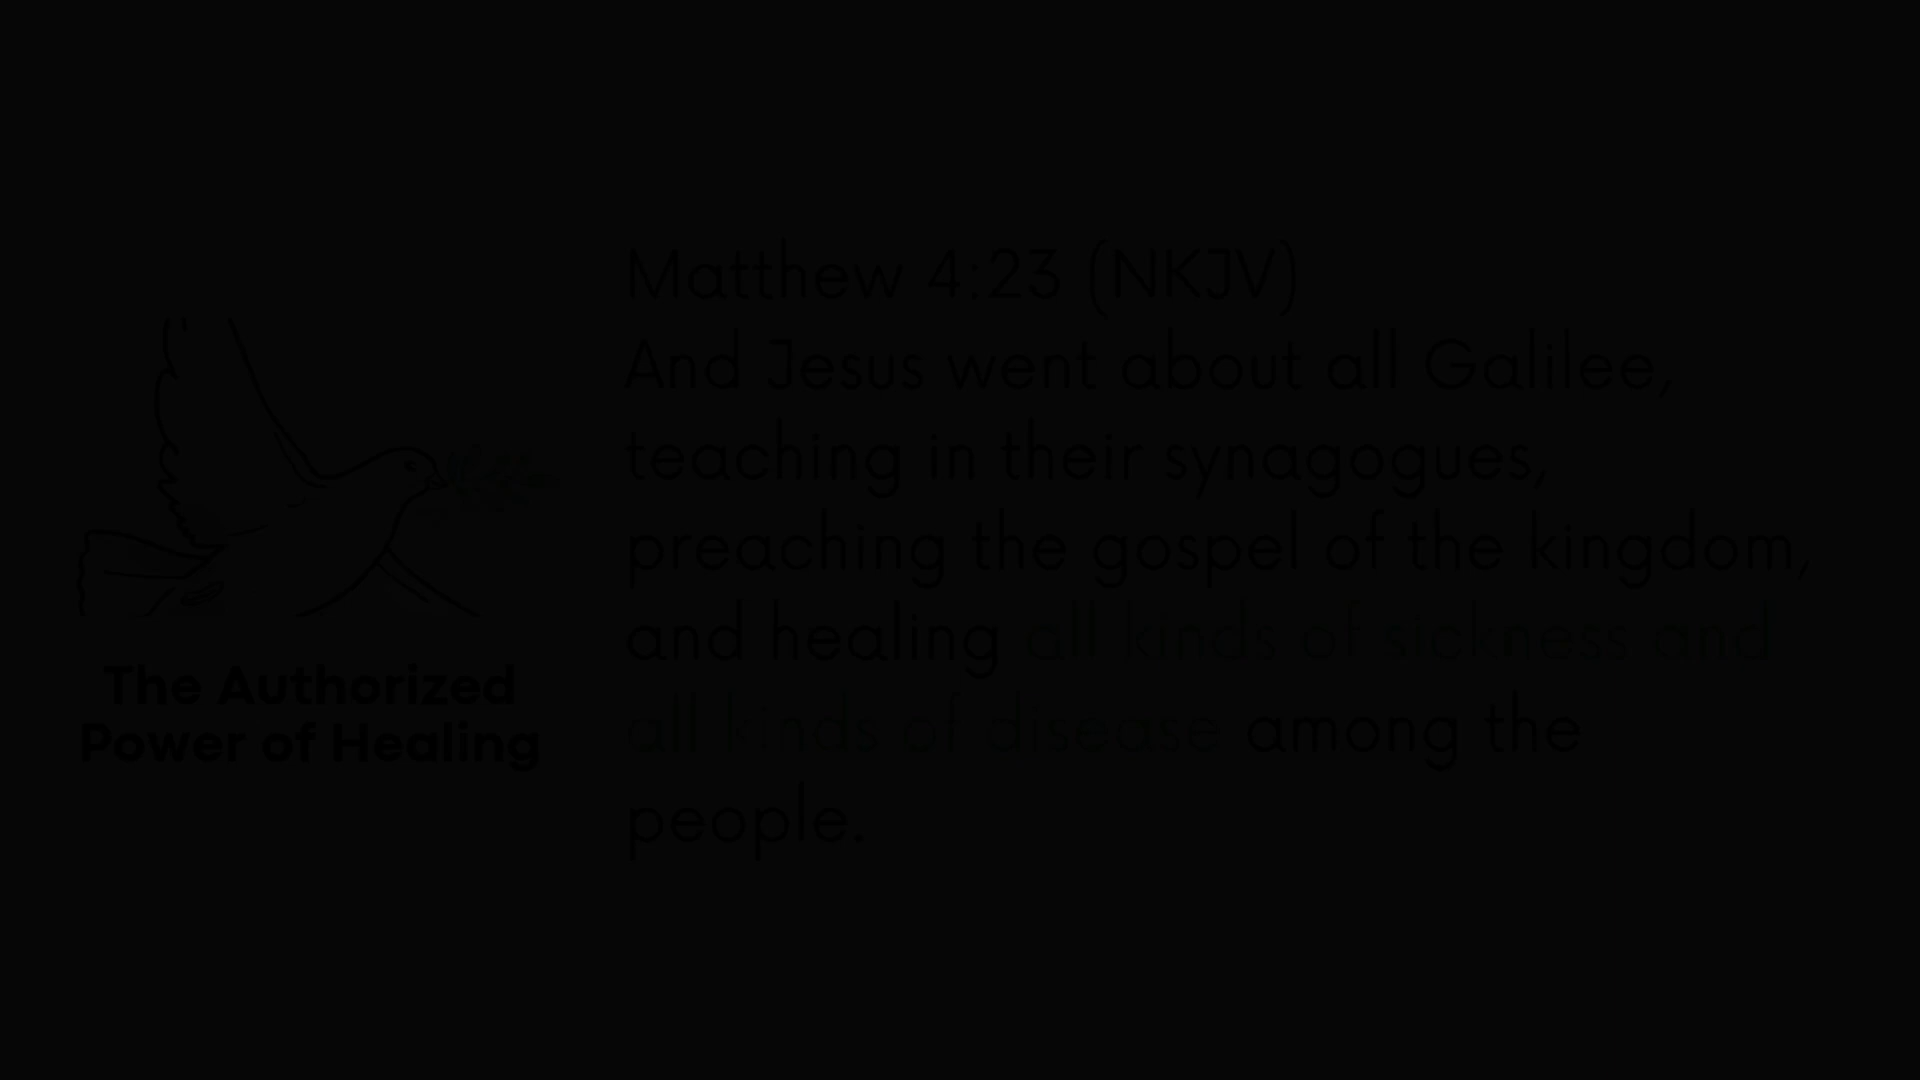 Matthew 4:23 (NKJV)
And Jesus went about all Galilee,
teaching in their synagogues,
preaching the gospel of the kingdom,
and healing all kinds of sickness and
all kinds of disease among the
people.
The Authorized
Power of Healing